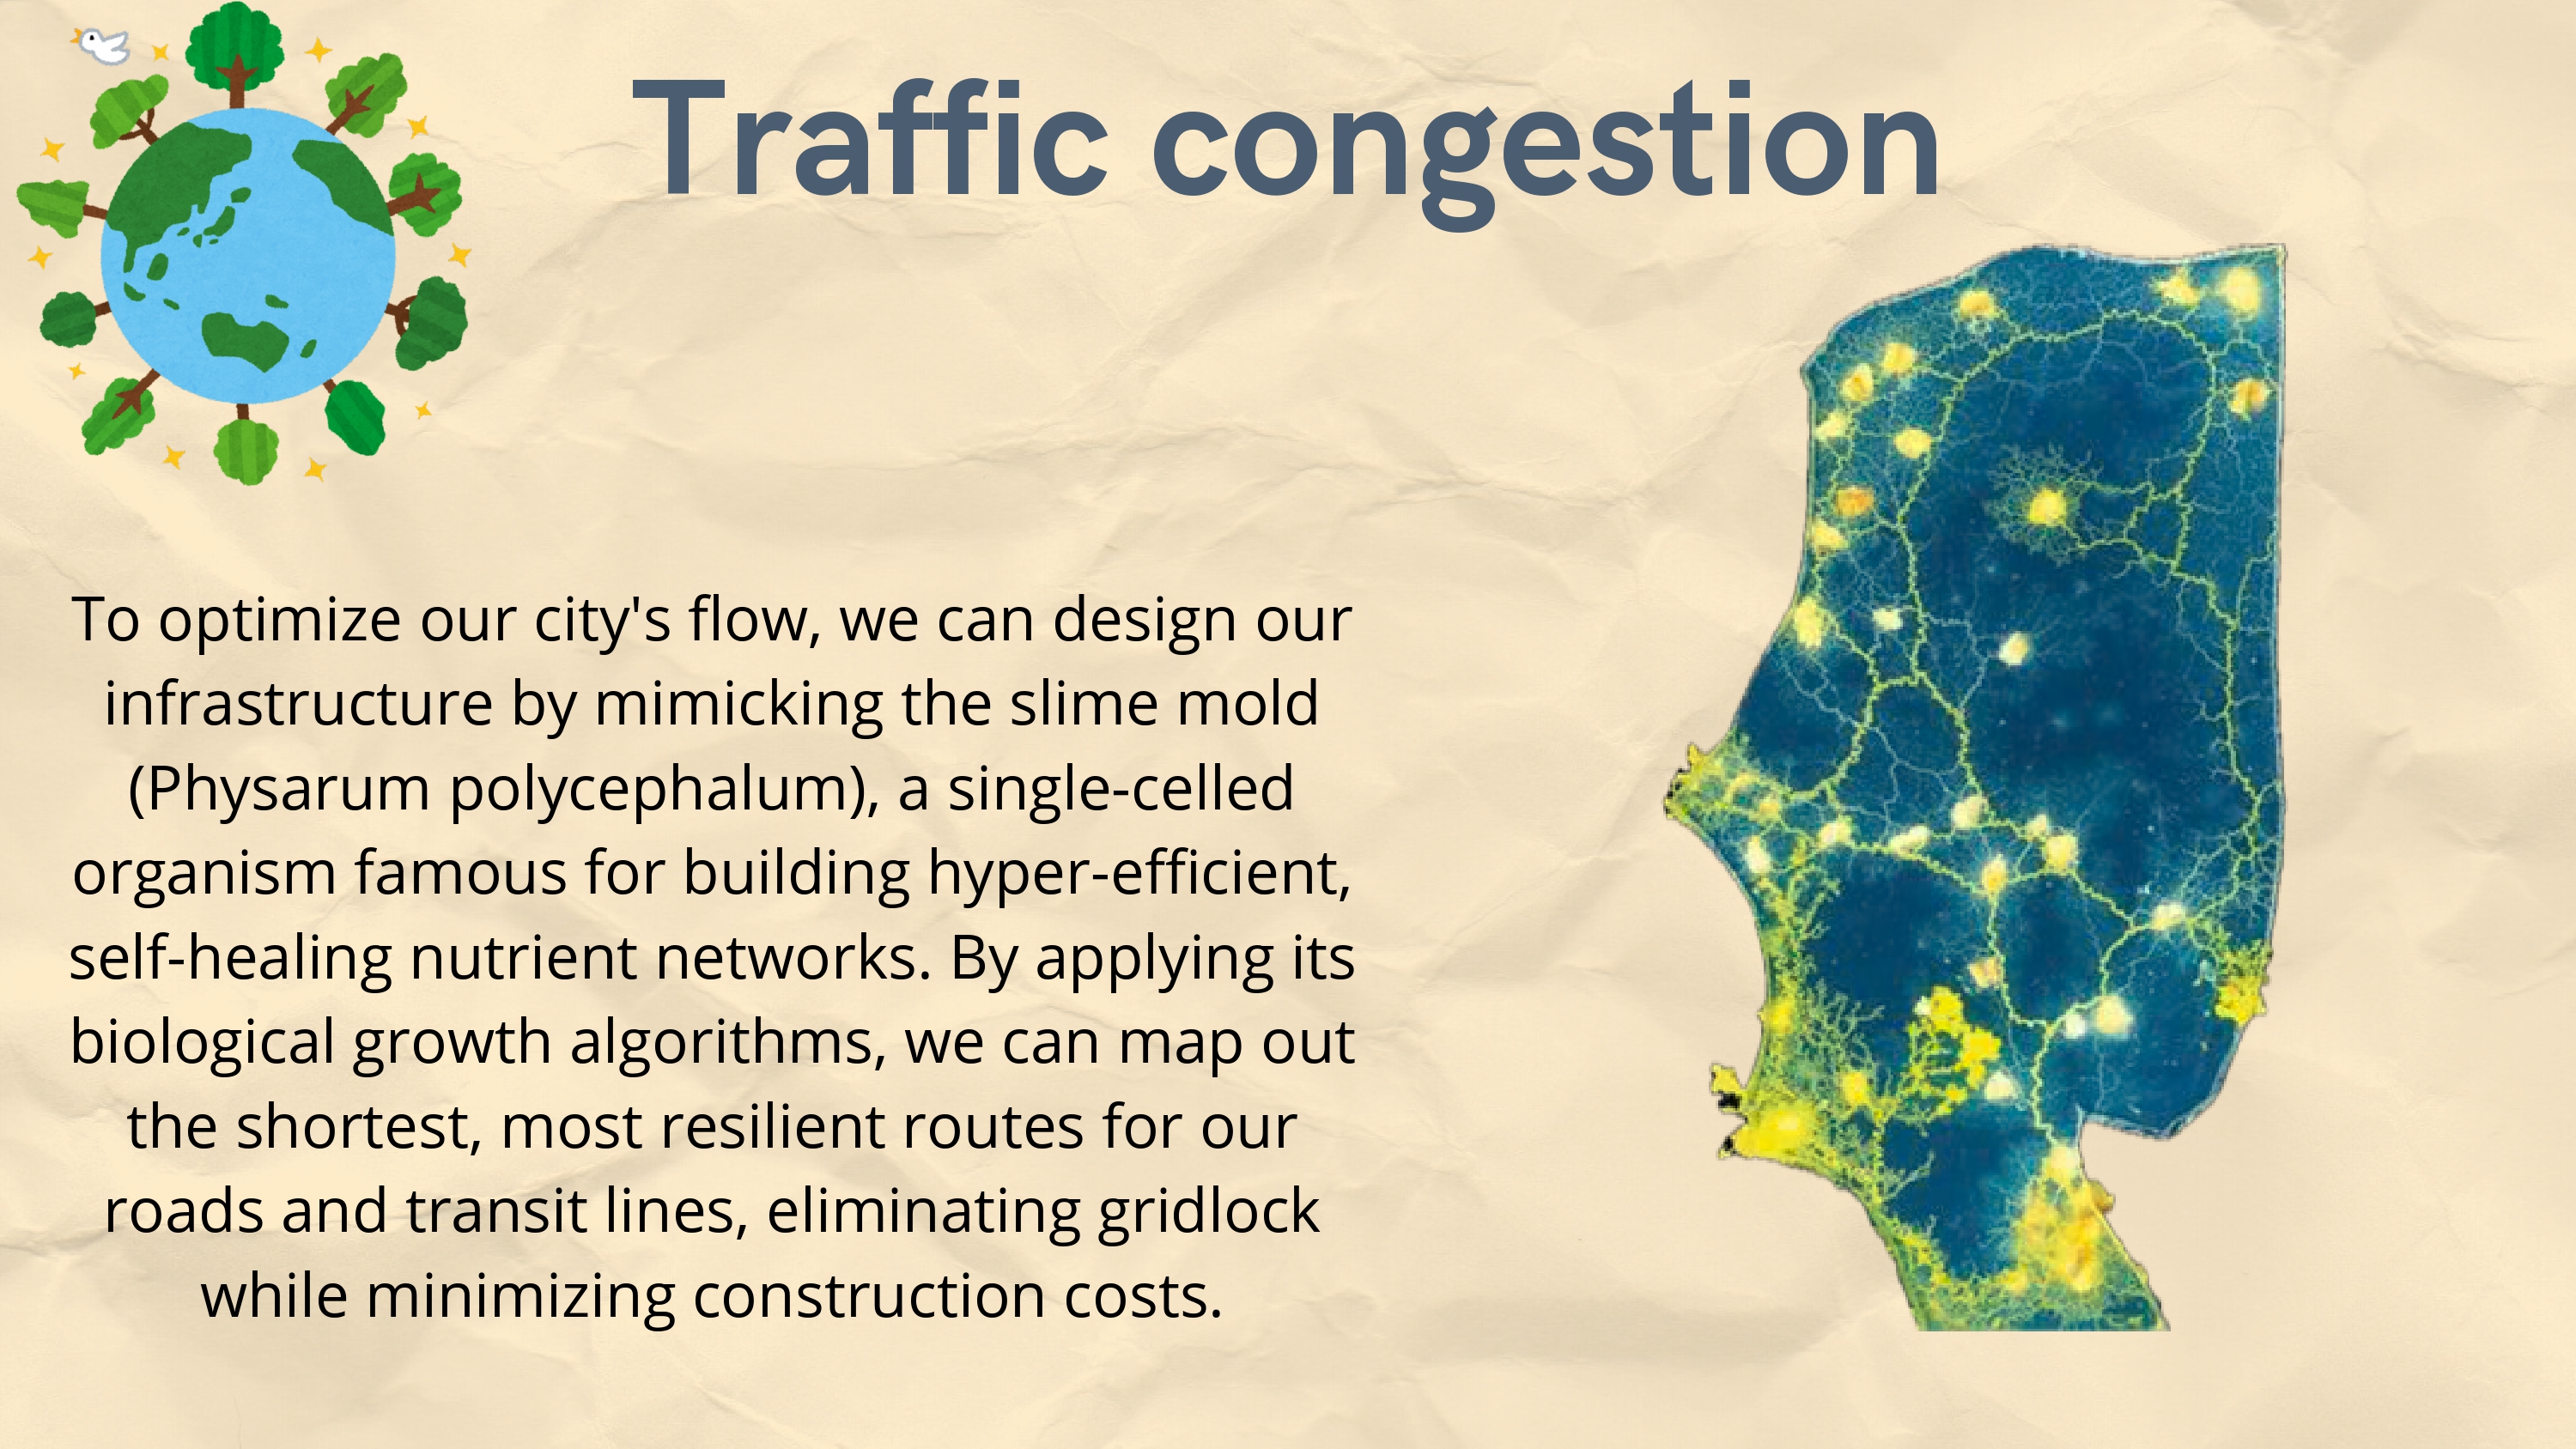 Traffic congestion
To optimize our city's flow, we can design our
infrastructure by mimicking the slime mold
(Physarum polycephalum), a single-celled
organism famous for building hyper-efficient,
self-healing nutrient networks. By applying its
biological growth algorithms, we can map out
the shortest, most resilient routes for our
roads and transit lines, eliminating gridlock
while minimizing construction costs.